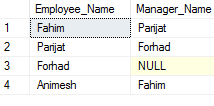 Employee_Name Manager_Name
1 Fahim Parijat
2 Parijat Forhad
3 Forhad NULL
4 Animesh Fahim